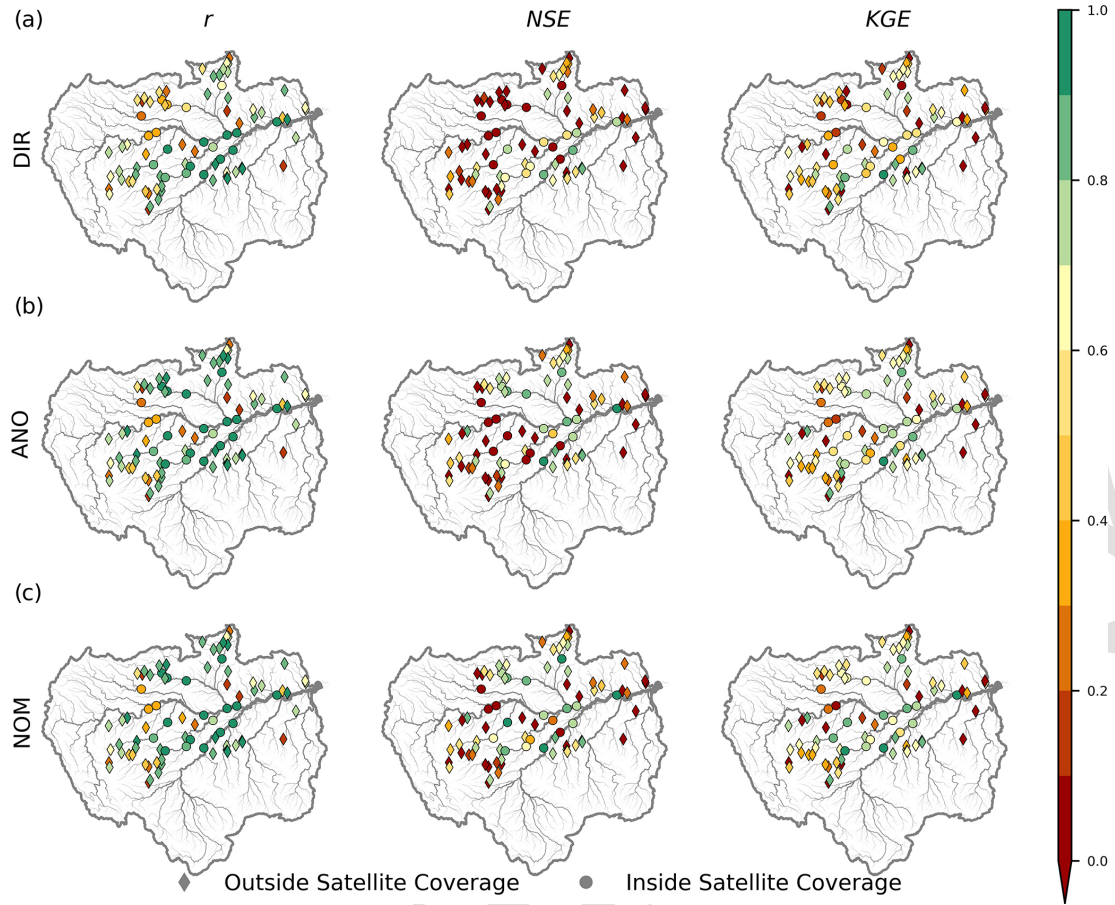 (a)
r
NSE
KGE
1.0
DIR
0.8
(b)
0.6
ANO
0.4
(c)
0.2
NOM
0.0
Outside Satellite Coverage
Inside Satellite Coverage